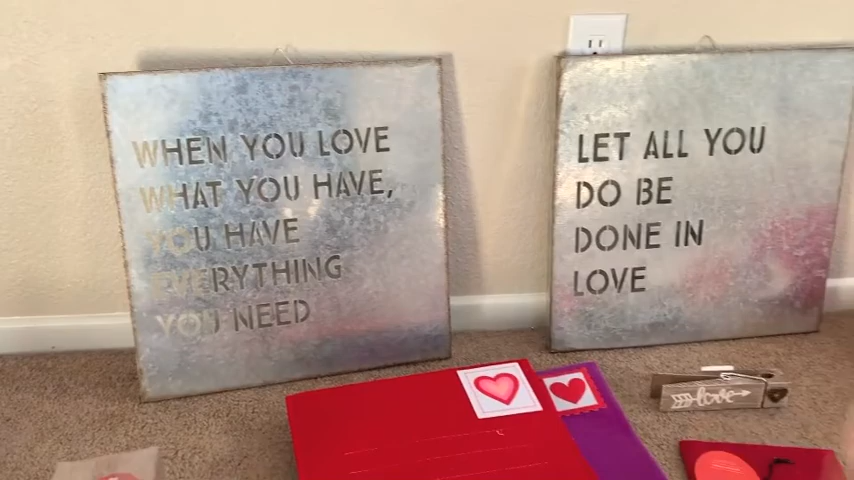 WHEN YOU LOVE
WHAT YOU HAVE,
YOU HAVE
EVERYTHING
YOU NEED
LET ALL YOU
DO BE
DONE IN
LOVE
love